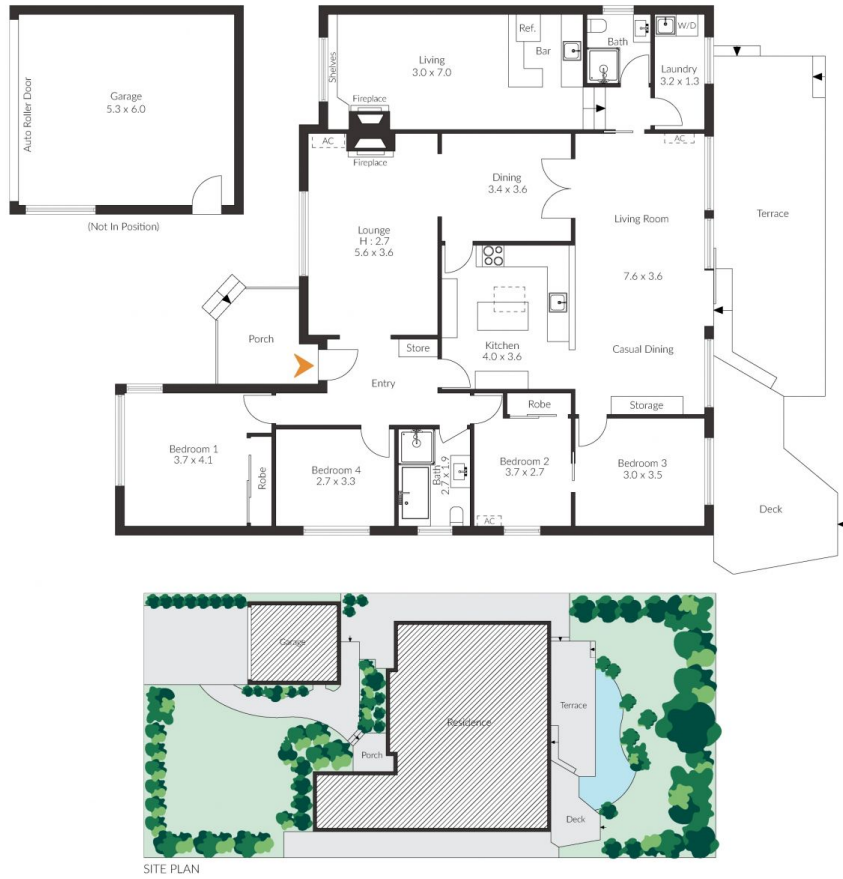 Garage
5.3 x 6.0
Auto Roller Door
(Not In Position)
Shelves
Living
3.0 x 7.0
Ref.
Bar
Bath
W/D
Laundry
3.2 x 1.3
Fireplace
AC
Fireplace
AC
Dining
3.4 x 3.6
Lounge
H : 2.7
5.6 x 3.6
Living Room
7.6 x 3.6
Terrace
Porch
Store
Kitchen
4.0 x 3.6
Casual Dining
Entry
Robe
Storage
Bedroom 1
3.7 x 4.1
Robe
Bedroom 4
2.7 x 3.3
Bath
2.7 x 1.9
Bedroom 2
3.7 x 2.7
AC
Bedroom 3
3.0 x 3.5
Deck
Garage
Residence
Terrace
Porch
Deck
SITE PLAN